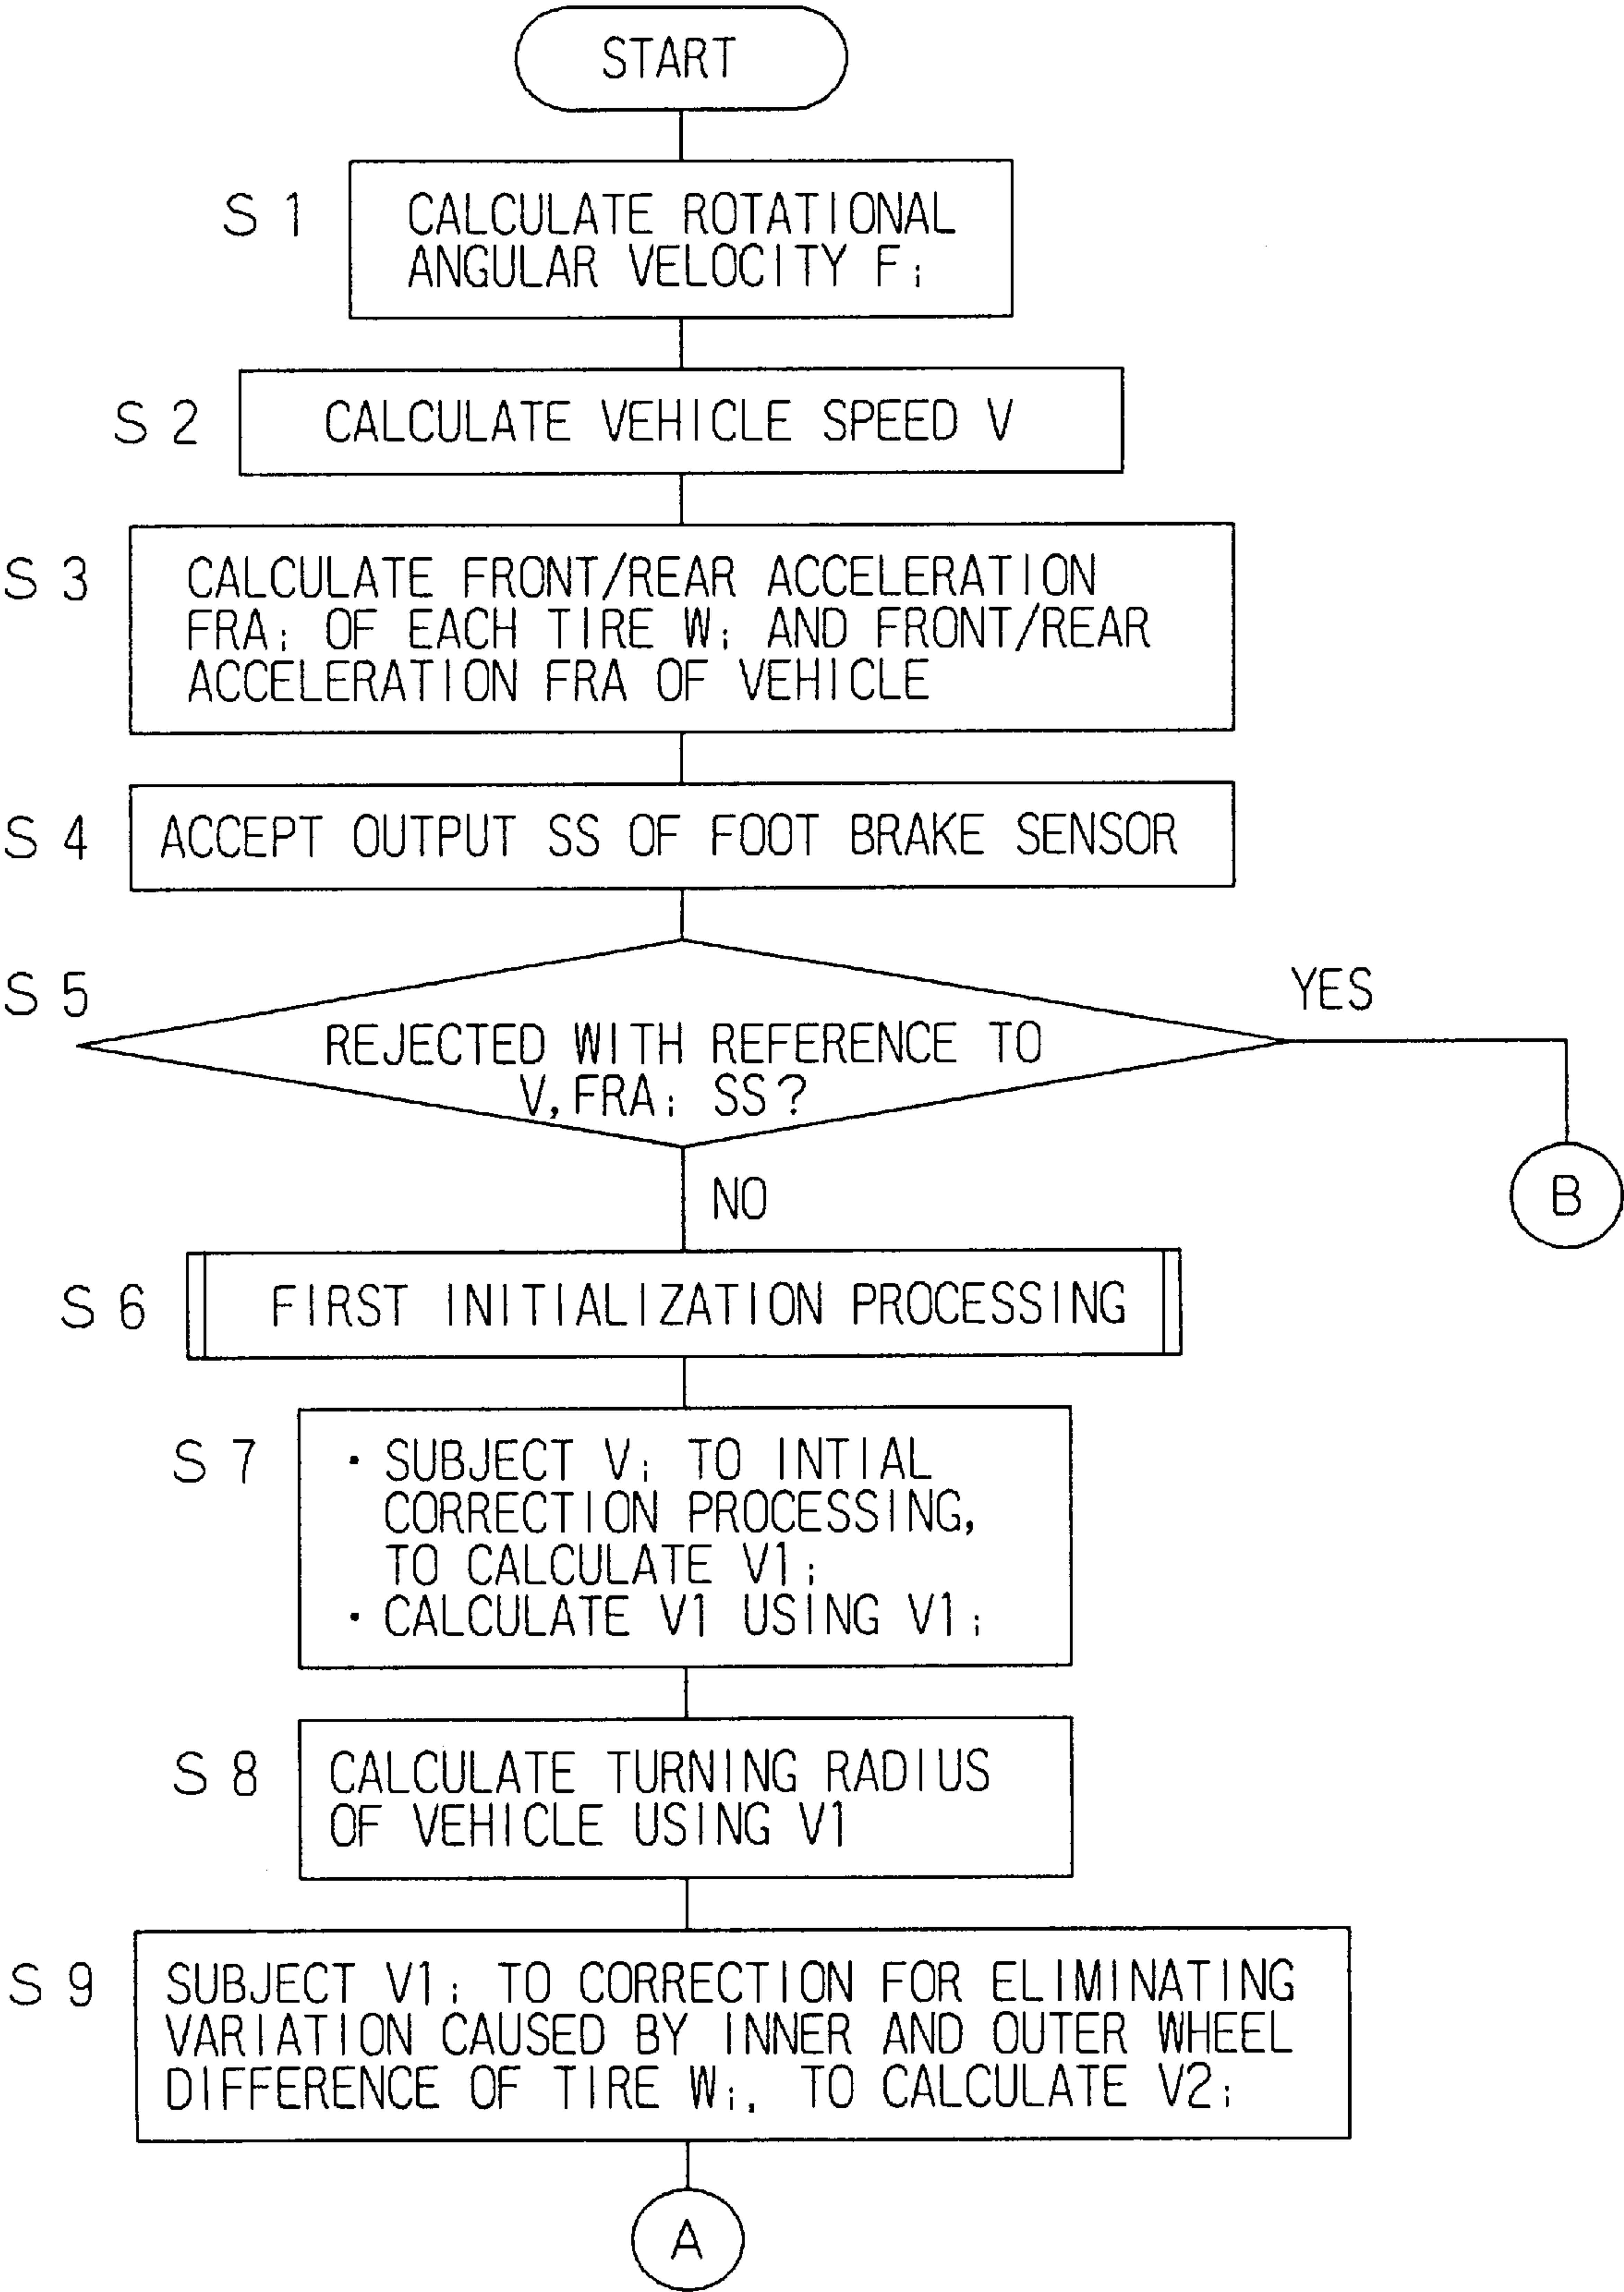 START
S 1
CALCULATE ROTATIONAL
ANGULAR VELOCITY Fi
S 2
CALCULATE VEHICLE SPEED V
S 3
CALCULATE FRONT/REAR ACCELERATION
FRAi OF EACH TIRE Wi AND FRONT/REAR
ACCELERATION FRA OF VEHICLE
S 4
ACCEPT OUTPUT SS OF FOOT BRAKE SENSOR
S 5
REJECTED WITH REFERENCE TO
V, FRAi SS?
YES
B
NO
S 6
FIRST INITIALIZATION PROCESSING
S 7
· SUBJECT Vi TO INTIAL
CORRECTION PROCESSING,
TO CALCULATE V1i
· CALCULATE V1 USING V1i
S 8
CALCULATE TURNING RADIUS
OF VEHICLE USING V1
S 9
SUBJECT V1i TO CORRECTION FOR ELIMINATING
VARIATION CAUSED BY INNER AND OUTER WHEEL
DIFFERENCE OF TIRE Wi, TO CALCULATE V2i
A